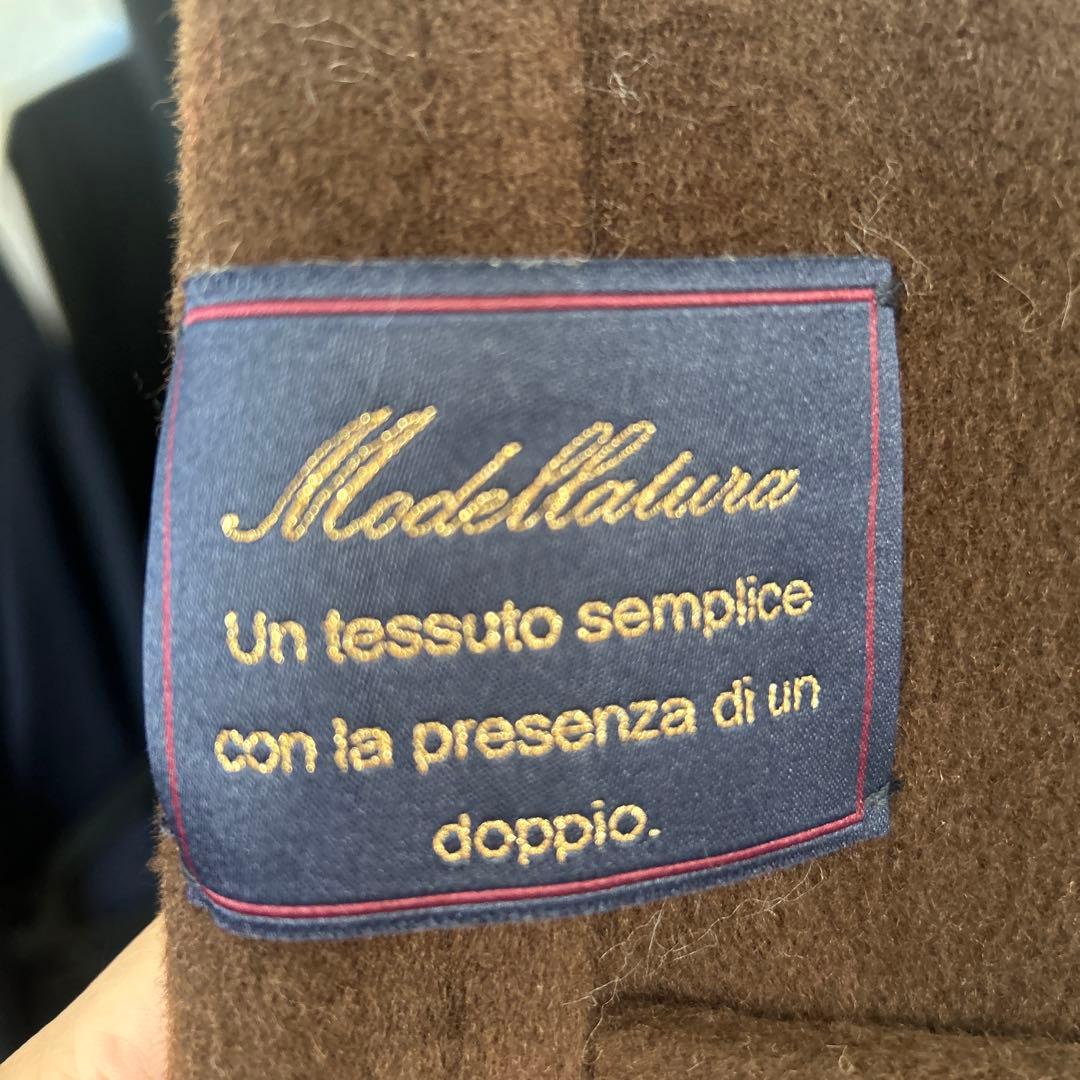 Modellatura
Un tessuto semplice
con la presenza di un
doppio.